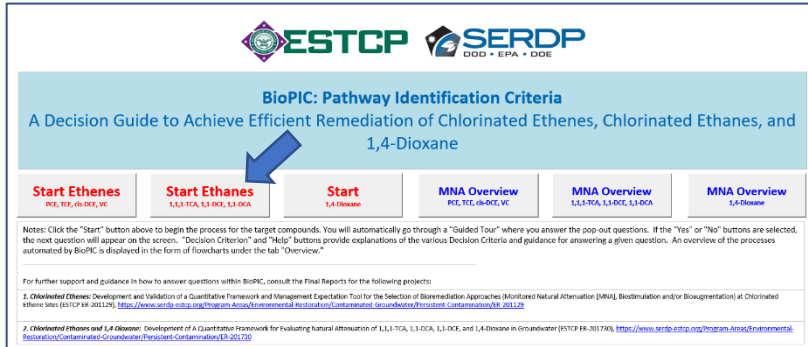 ESTCP SERDP
DOD • EPA • DOE
BioPIC: Pathway Identification Criteria
A Decision Guide to Achieve Efficient Remediation of Chlorinated Ethenes, Chlorinated Ethanes, and
1,4-Dioxane
Start Ethenes
PCE, TCE, cis-DCE, VC
Start Ethanes
1,1,1-TCA, 1,1-DCE, 1,1-DCA
Start
1,4-Dioxane
MNA Overview
PCE, TCE, cis-DCE, VC
MNA Overview
1,1,1-TCA, 1,1-DCE, 1,1-DCA
MNA Overview
1,4-Dioxane
Notes: Click the "Start" button above to begin the process for the target compounds. You will automatically go through a "Guided Tour" where you answer the pop-out questions. If the "Yes" or "No" buttons are selected,
the next question will appear on the screen. "Decision Criterion" and "Help" buttons provide explanations of the various Decision Criteria and guidance for answering a given question. An overview of the processes
automated by BioPIC is displayed in the form of flowcharts under the tab "Overview."
For further support and guidance in how to answer questions within BioPIC, consult the Final Reports for the following projects:
1. Chlorinated Ethenes: Development and Validation of a Quantitative Framework and Management Expectation Tool for the Selection of Bioremediation Approaches (Monitored Natural Attenuation [MNA], Biostimulation and/or Bioaugmentation) at Chlorinated
Ethene Sites (ESTCP ER-201129), https://www.serdp-estcp.org/Program-Areas/Environmental-Restoration/Contaminated-Groundwater/Persistent-Contamination/ER-201129
2. Chlorinated Ethanes and 1,4-Dioxane: Development of A Quantitative Framework for Evaluating Natural Attenuation of 1,1,1-TCA, 1,1-DCA, 1,1-DCE, and 1,4-Dioxane in Groundwater (ESTCP ER-201730), https://www.serdp-estcp.org/Program-Areas/Environmental-
Restoration/Contaminated-Groundwater/Persistent-Contamination/ER-201730